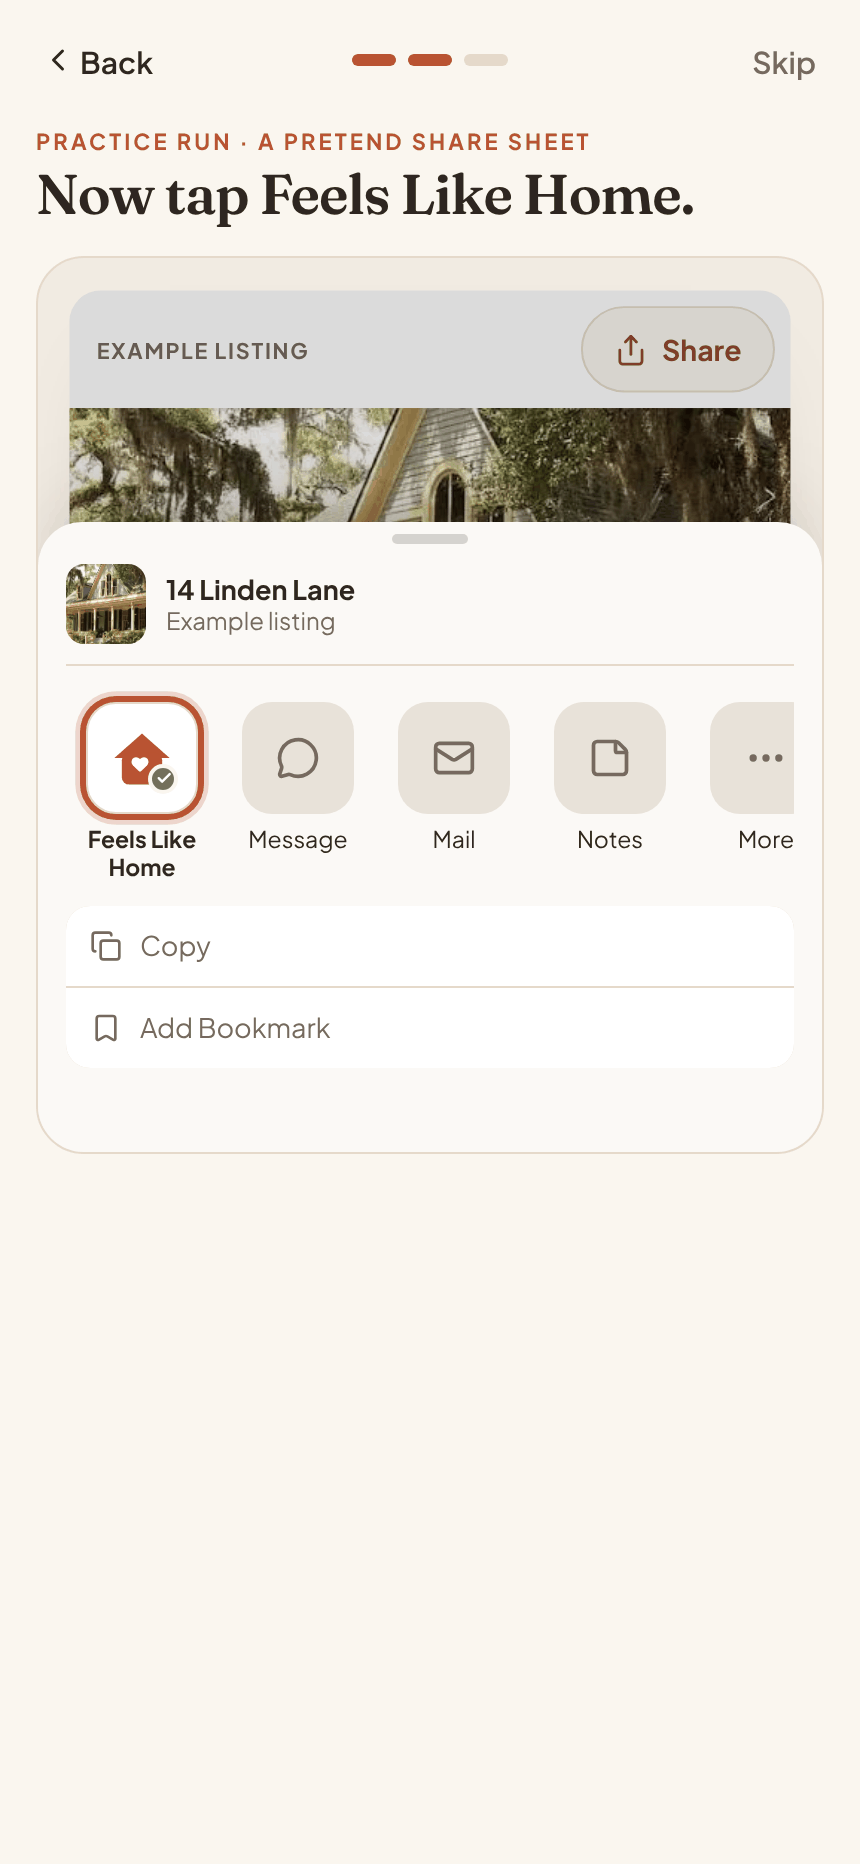 Back
Skip
PRACTICE RUN · A PRETEND SHARE SHEET
Now tap Feels Like Home.
EXAMPLE LISTING
Share
14 Linden Lane
Example listing
Feels Like
Home
Message
Mail
Notes
More
Copy
Add Bookmark